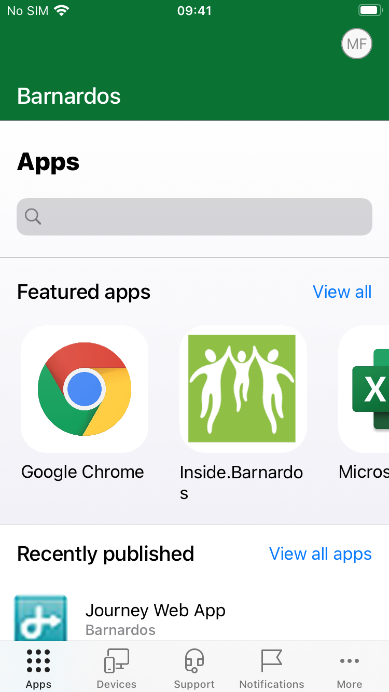 No SIM 09:41
MF
Barnardos
Apps
Featured apps View all
X
Google Chrome Inside.Barnardo Micros
s
Recently published View all apps
Journey Web App
Barnardos
Apps Devices Support Notifications More